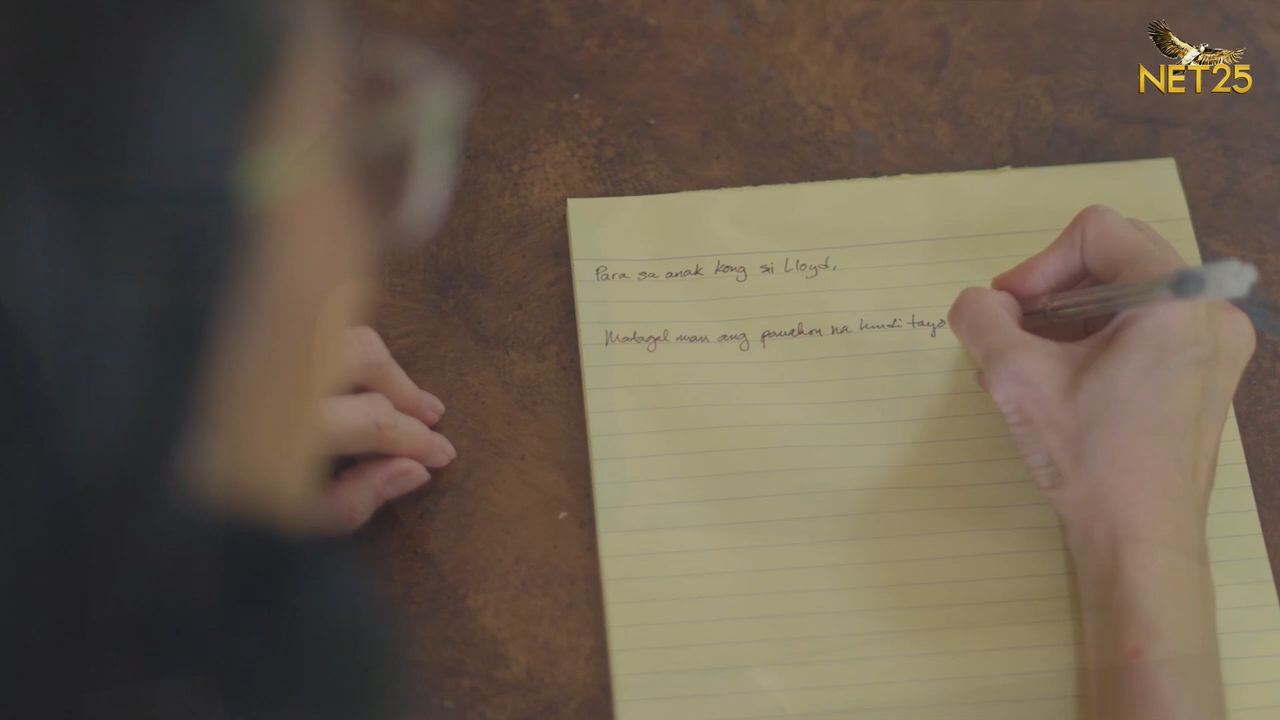 NET25
Para sa anak kong si Lloyd,
Matagal man ang panahon na hindi tayo